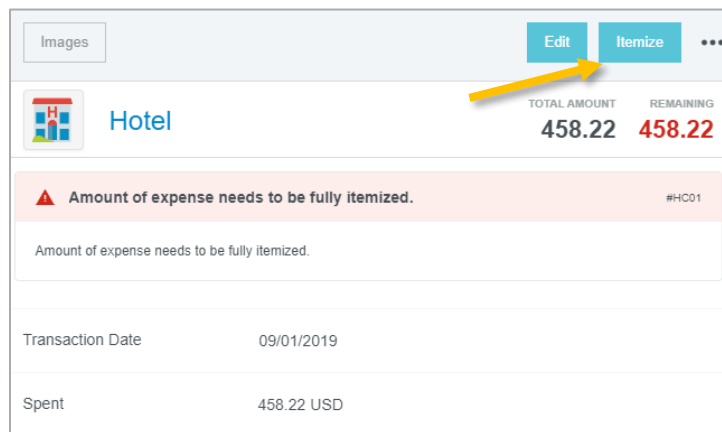 Images
Edit
Itemize
•••
H
Hotel
TOTAL AMOUNT
458.22
REMAINING
458.22
Amount of expense needs to be fully itemized.
#HC01
Amount of expense needs to be fully itemized.
Transaction Date
09/01/2019
Spent
458.22 USD